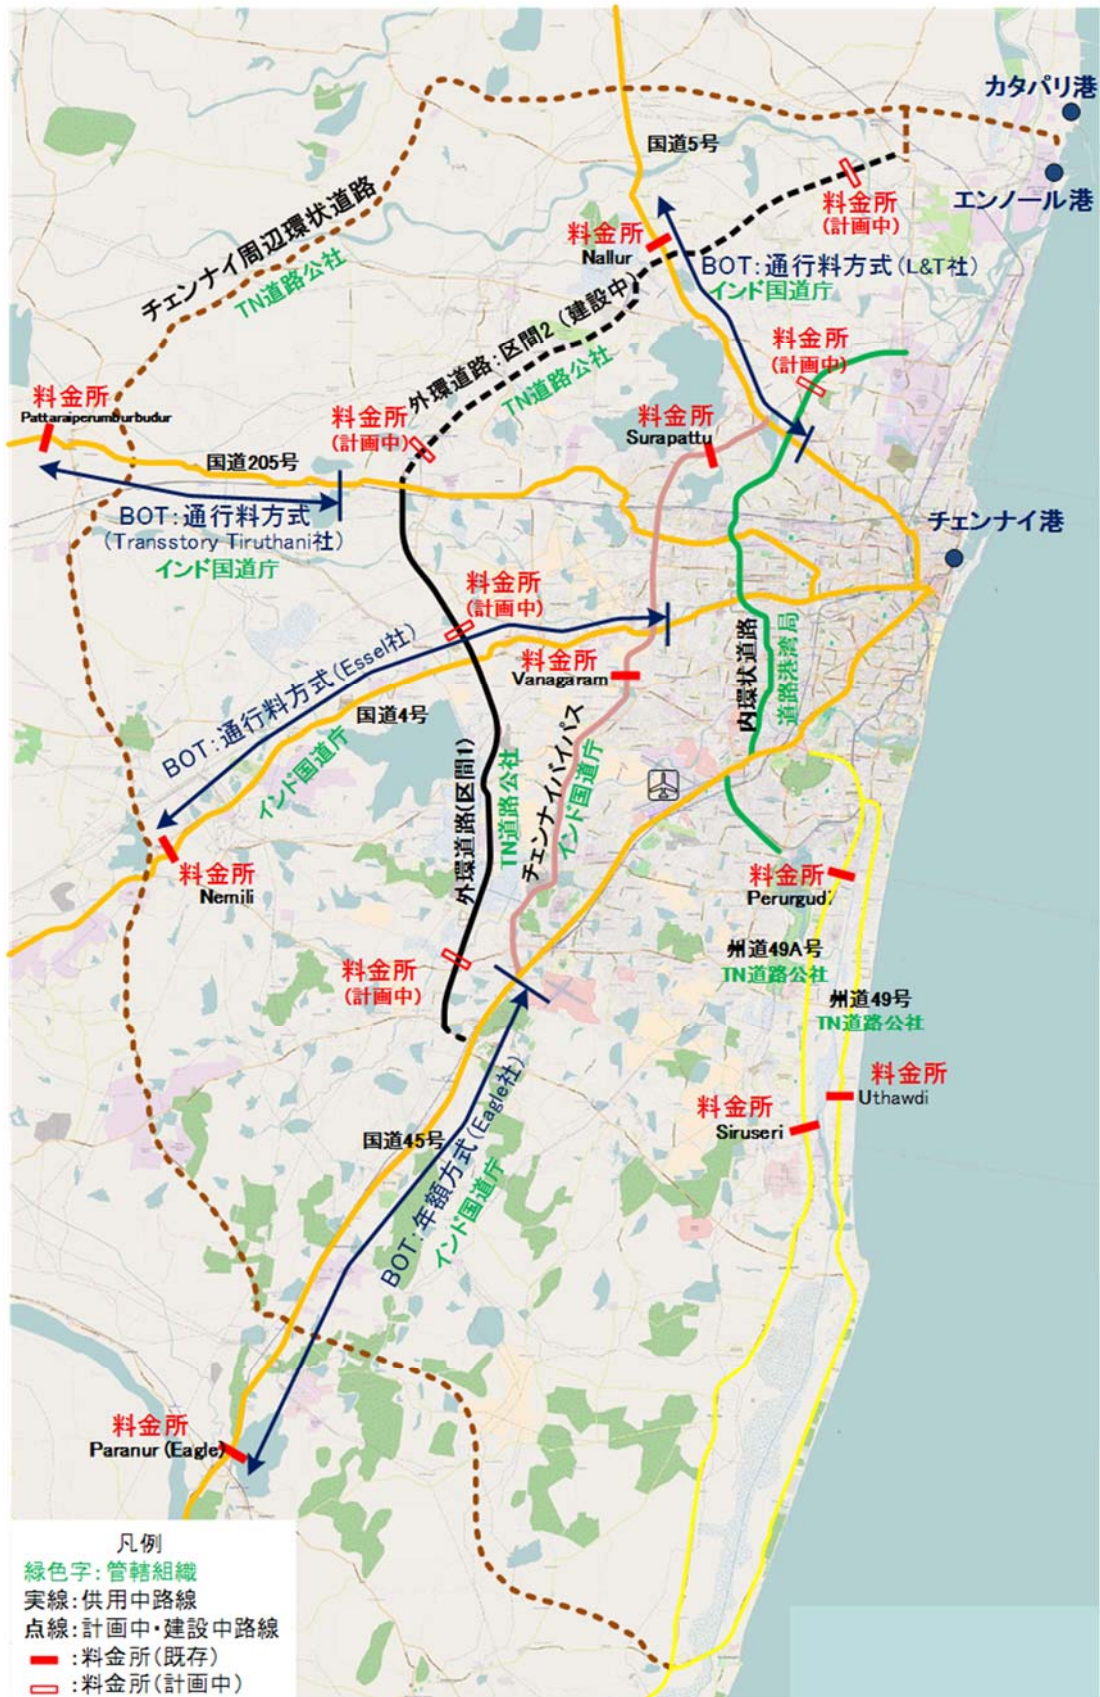 カタパリ港
国道5号
エンノール港
料金所
(計画中)
料金所
Nallur
チェンナイ周辺環状道路
TN道路公社
BOT:通行料方式(L&T社)
インド国道庁
外環道路:区間2 (建設中)
TN道路公社
料金所
(計画中)
料金所
Pattaraiperumburbudur
料金所
(計画中)
料金所
Surapattu
国道205号
BOT:通行料方式
(Transstory Tiruthani社)
インド国道庁
チェンナイ港
料金所
(計画中)
BOT:通行料方式(Essel社)
国道4号
インド国道庁
料金所
Vanagaram
内環状道路
道路港湾局
外環道路(区間1)
TN道路公社
チェンナイバイパス
インド国道庁
料金所
Nemili
料金所
Perurgudi
料金所
(計画中)
州道49A号
TN道路公社
州道49号
TN道路公社
料金所
Uthawdi
料金所
Siruseri
国道45号
BOT:年額方式(Eagle社)
インド国道庁
料金所
Paranur (Eagle)
凡例
緑色字:管轄組織
実線:供用中路線
点線:計画中・建設中路線
:料金所(既存)
:料金所(計画中)